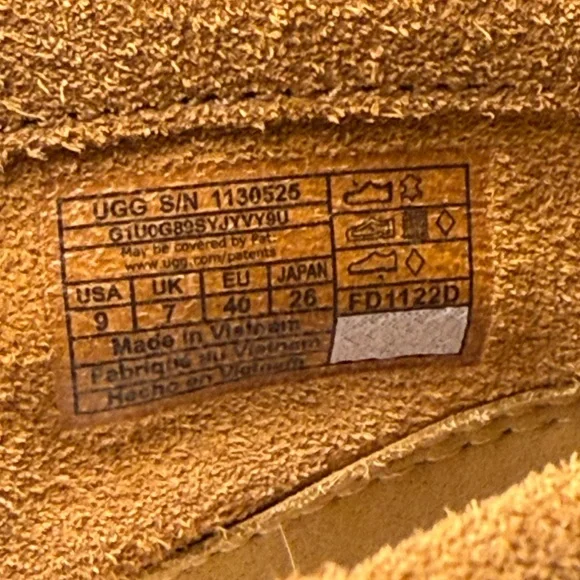 UGG S/N 1130525
G1U0G89SYJYVY9U
May be covered by Pat.
www.ugg.com/patents
USA UK EU JAPAN
9 7 40 26
FD1122D
Made in Vietnam
Fabriqué au Vietnam
Hecho en Vietnam